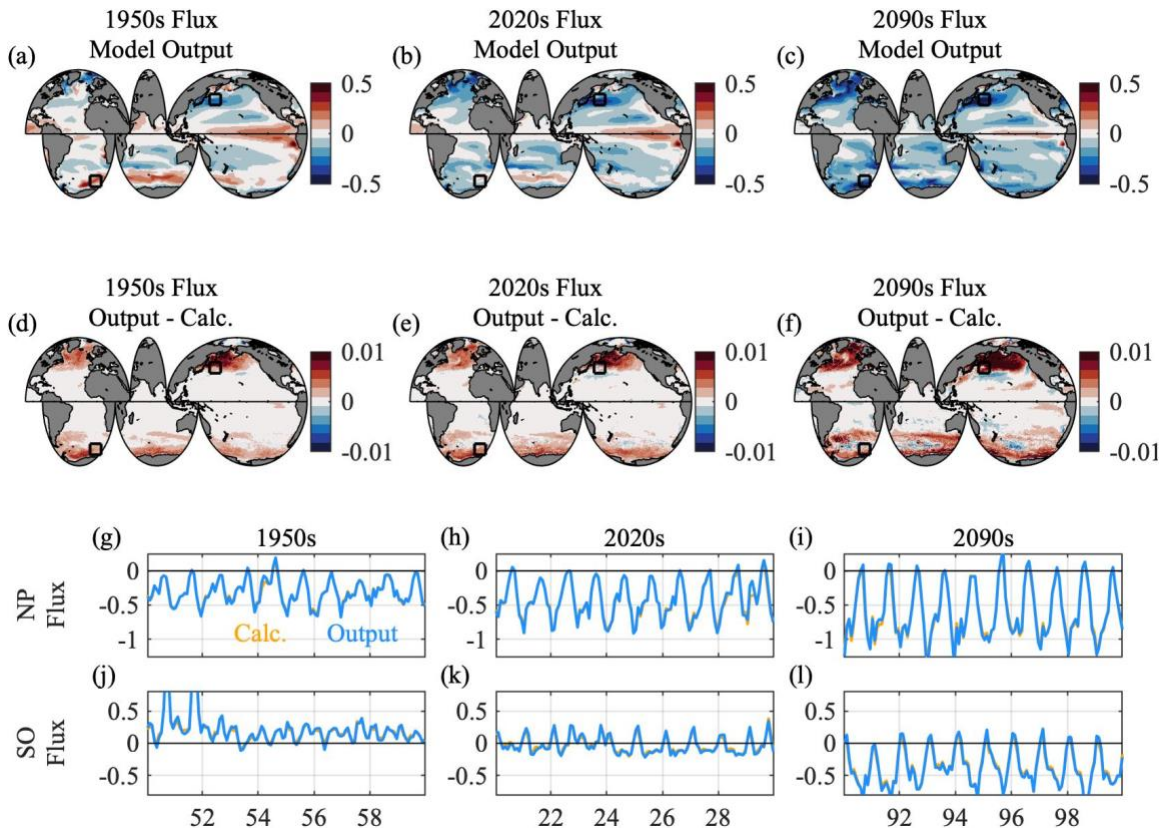 1950s Flux
Model Output
2020s Flux
Model Output
2090s Flux
Model Output
(a)
(b)
(c)
0.5
0
-0.5
0.5
0
-0.5
0.5
0
-0.5
1950s Flux
Output - Calc.
2020s Flux
Output - Calc.
2090s Flux
Output - Calc.
(d)
(e)
(f)
0.01
0
-0.01
0.01
0
-0.01
0.01
0
-0.01
(g)
1950s
(h)
2020s
(i)
2090s
NP
Flux
0
-0.5
-1
Calc.
Output
0
-0.5
-1
0
-0.5
-1
(j)
(k)
(l)
SO
Flux
0.5
0
-0.5
0.5
0
-0.5
0.5
0
-0.5
52 54 56 58
22 24 26 28
92 94 96 98